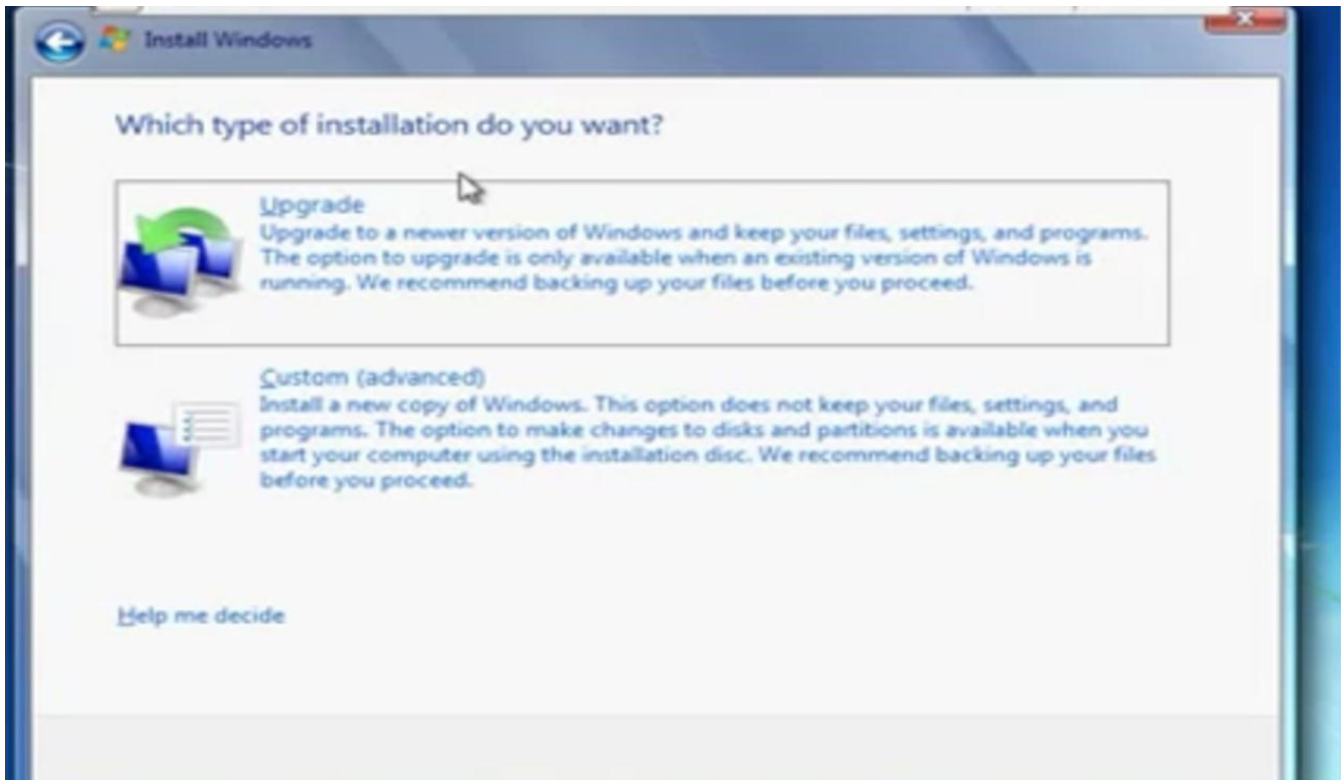 Install Windows
Which type of installation do you want?
Upgrade
Upgrade to a newer version of Windows and keep your files, settings, and programs.
The option to upgrade is only available when an existing version of Windows is
running. We recommend backing up your files before you proceed.
Custom (advanced)
Install a new copy of Windows. This option does not keep your files, settings, and
programs. The option to make changes to disks and partitions is available when you
start your computer using the installation disc. We recommend backing up your files
before you proceed.
Help me decide